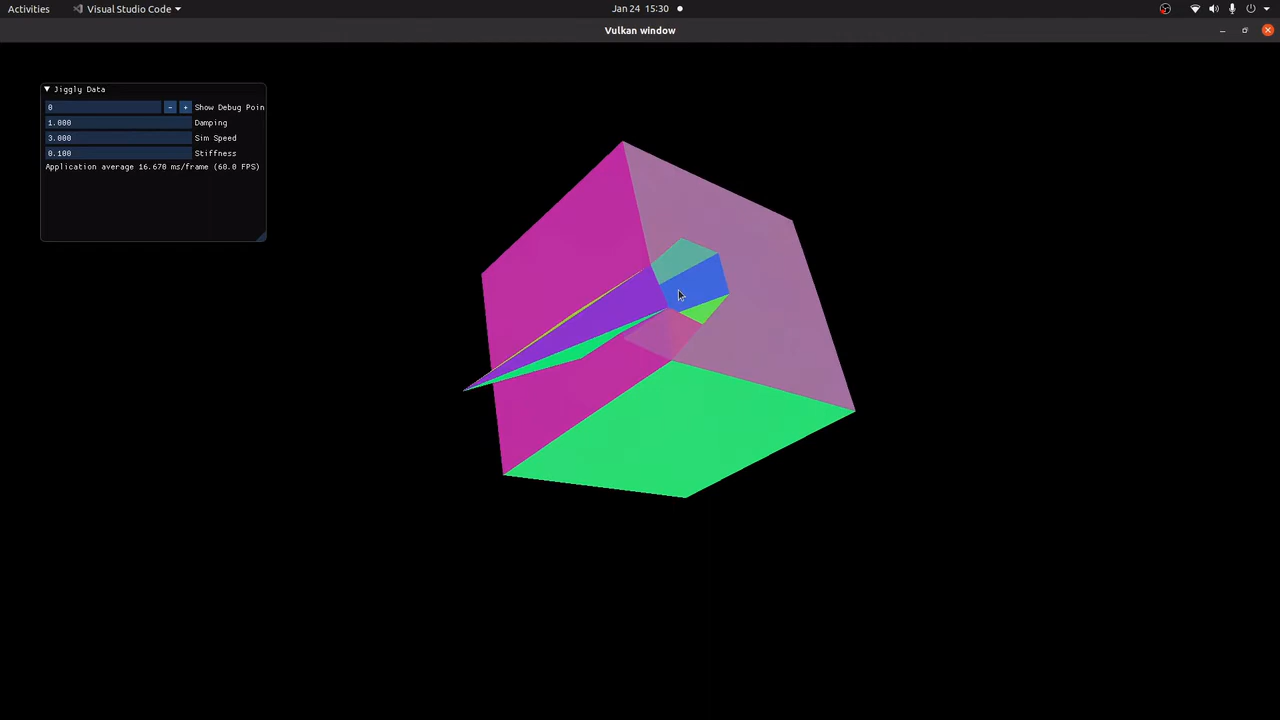 Activities
Visual Studio Code
Jan 24 15:30
Vulkan window
Jiggly Data
0 - + Show Debug Poin
1.000 Damping
3.000 Sim Speed
0.100 Stiffness
Application average 16.670 ms/frame (60.0 FPS)